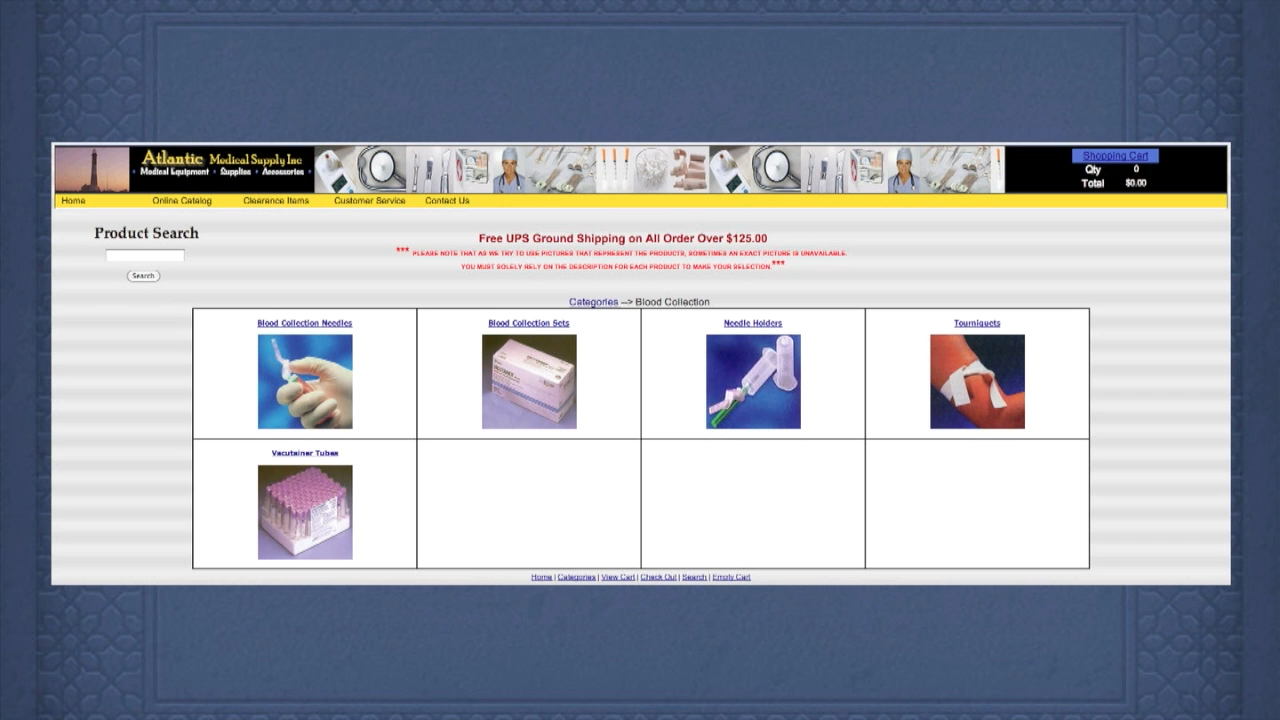 Atlantic Medical Supply Inc
Medical Equipment • Supplies • Accessories
Shopping Cart
Qty 0
Total $0.00
Home Online Catalog Clearance Items Customer Service Contact Us
Product Search
Search
Free UPS Ground Shipping on All Order Over $125.00
*** PLEASE NOTE THAT AS WE TRY TO USE PICTURES THAT REPRESENT THE PRODUCTS, SOMETIMES AN EXACT PICTURE IS UNAVAILABLE.
YOU MUST SOLELY RELY ON THE DESCRIPTION FOR EACH PRODUCT TO MAKE YOUR SELECTION.***
Categories --> Blood Collection
Blood Collection Needles
Blood Collection Sets
Needle Holders
Tourniquets
Vacutainer Tubes
Home | Categories | View Cart | Check Out | Search | Empty Cart